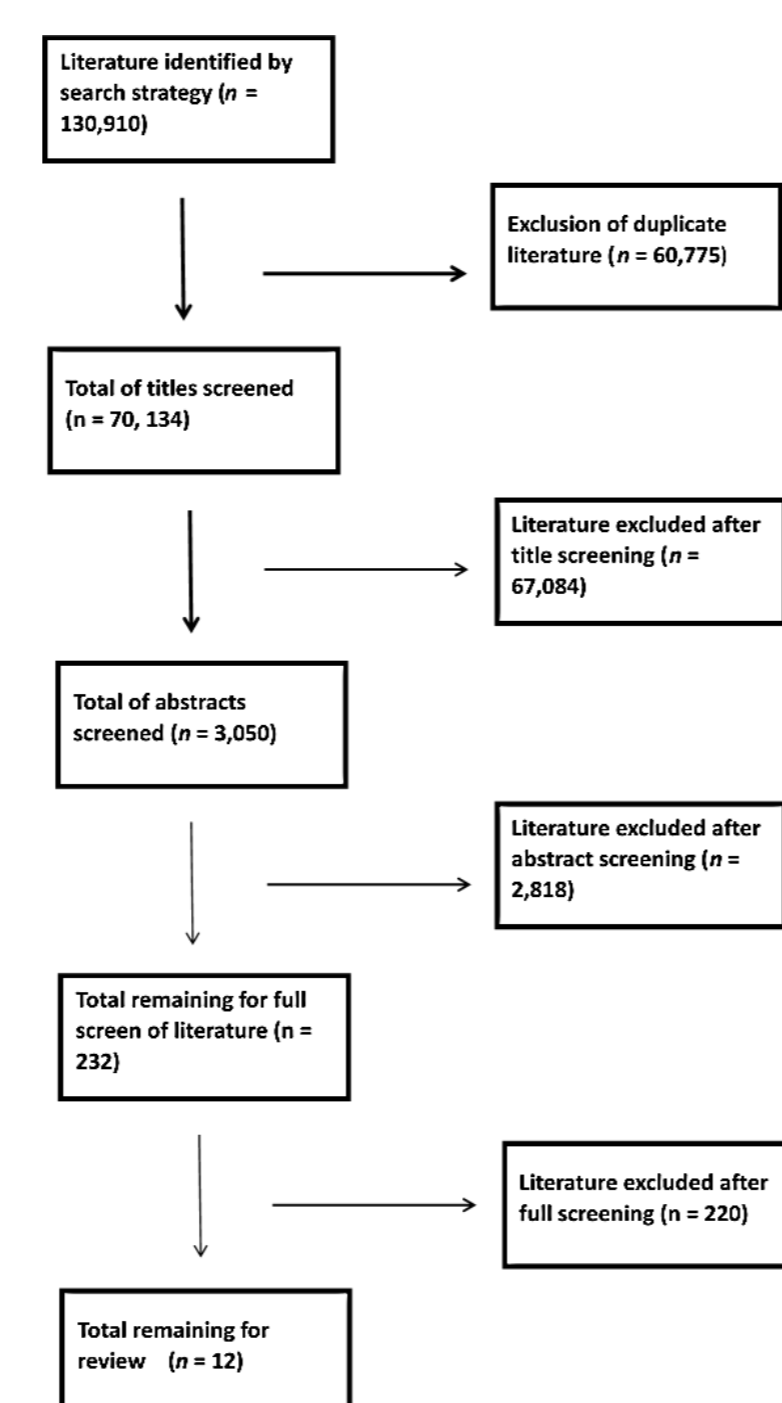 Literature identified by
search strategy (n =
130,910)
Exclusion of duplicate
literature (n = 60,775)
Total of titles screened
(n = 70, 134)
Literature excluded after
title screening (n =
67,084)
Total of abstracts
screened (n = 3,050)
Literature excluded after
abstract screening (n =
2,818)
Total remaining for full
screen of literature (n =
232)
Literature excluded after
full screening (n = 220)
Total remaining for
review (n = 12)